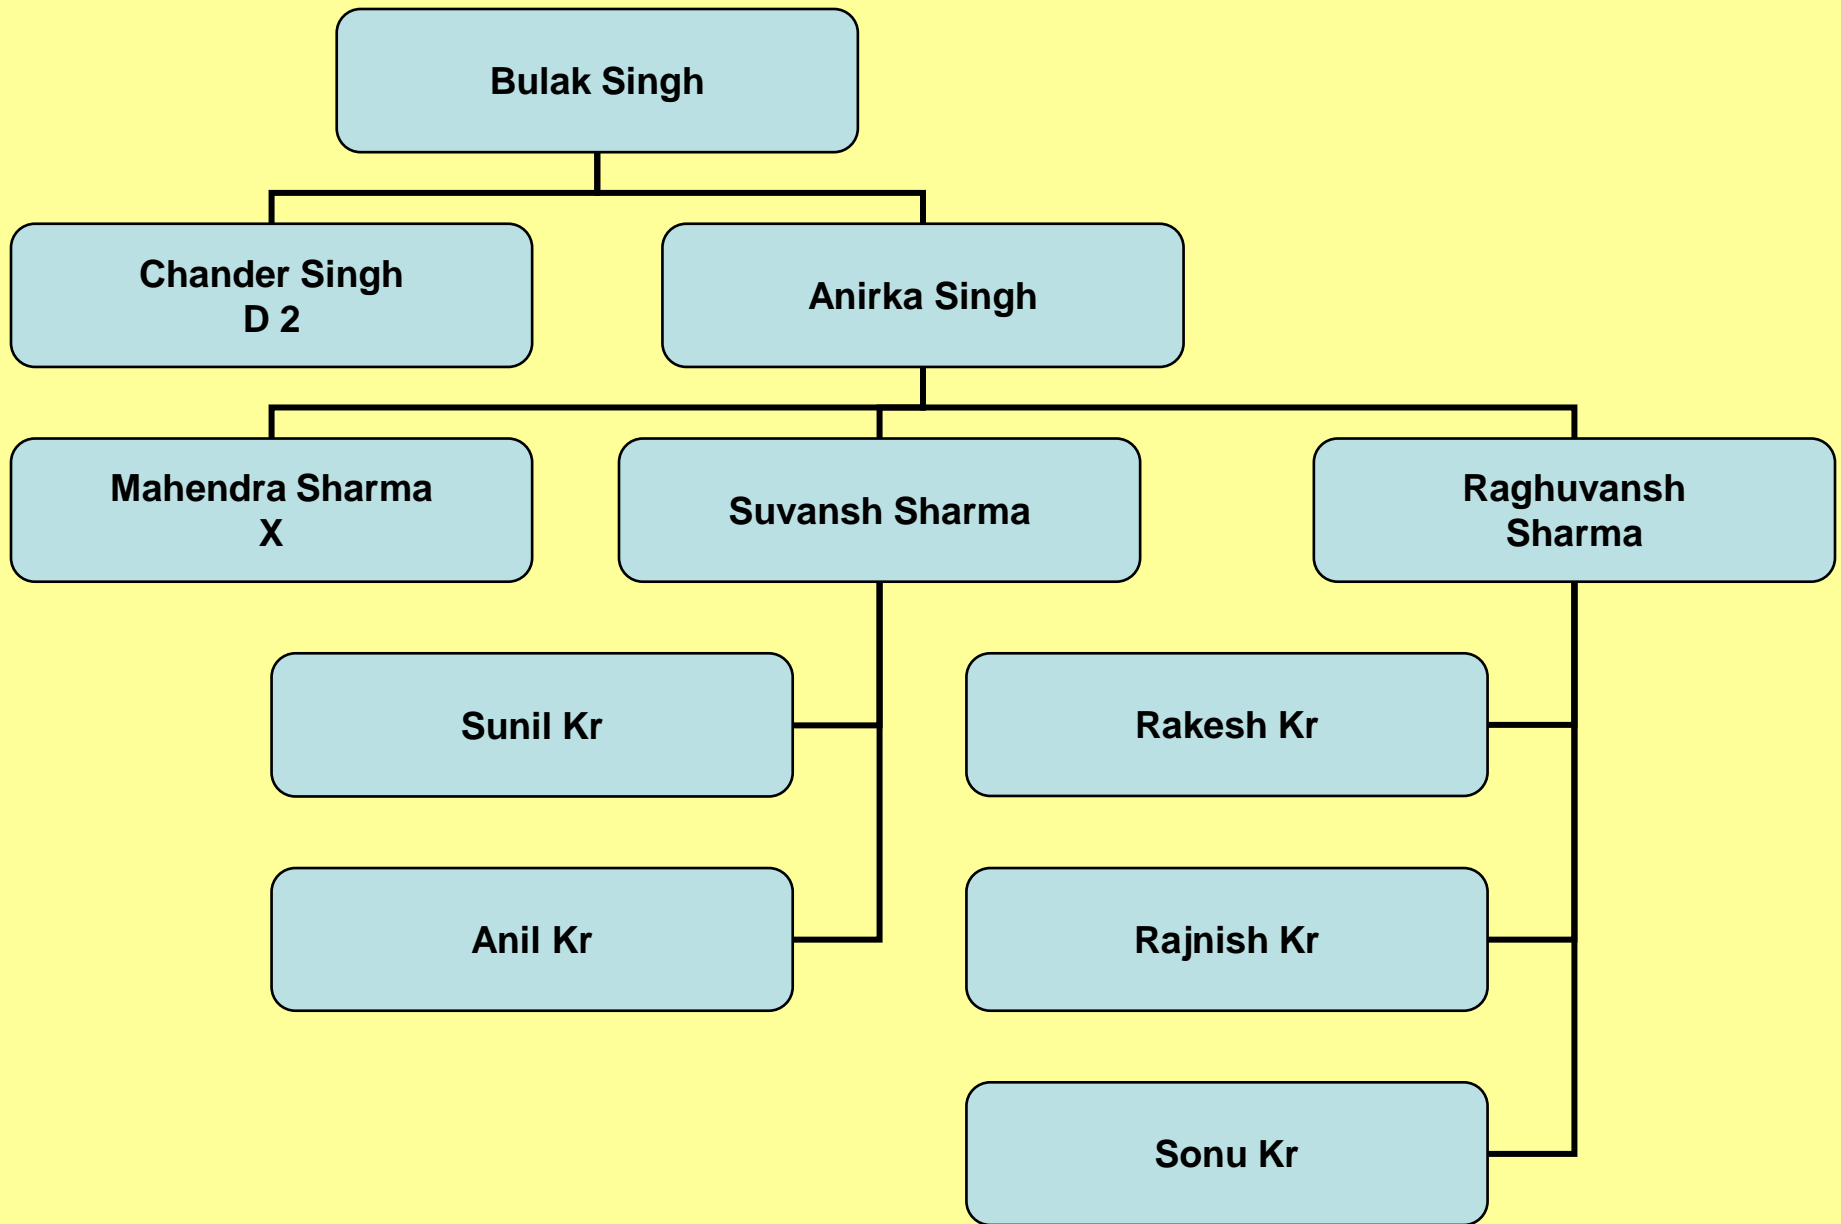 Bulak Singh
Chander Singh
D 2
Anirka Singh
Mahendra Sharma
X
Suvansh Sharma
Raghuvansh
Sharma
Sunil Kr
Rakesh Kr
Anil Kr
Rajnish Kr
Sonu Kr